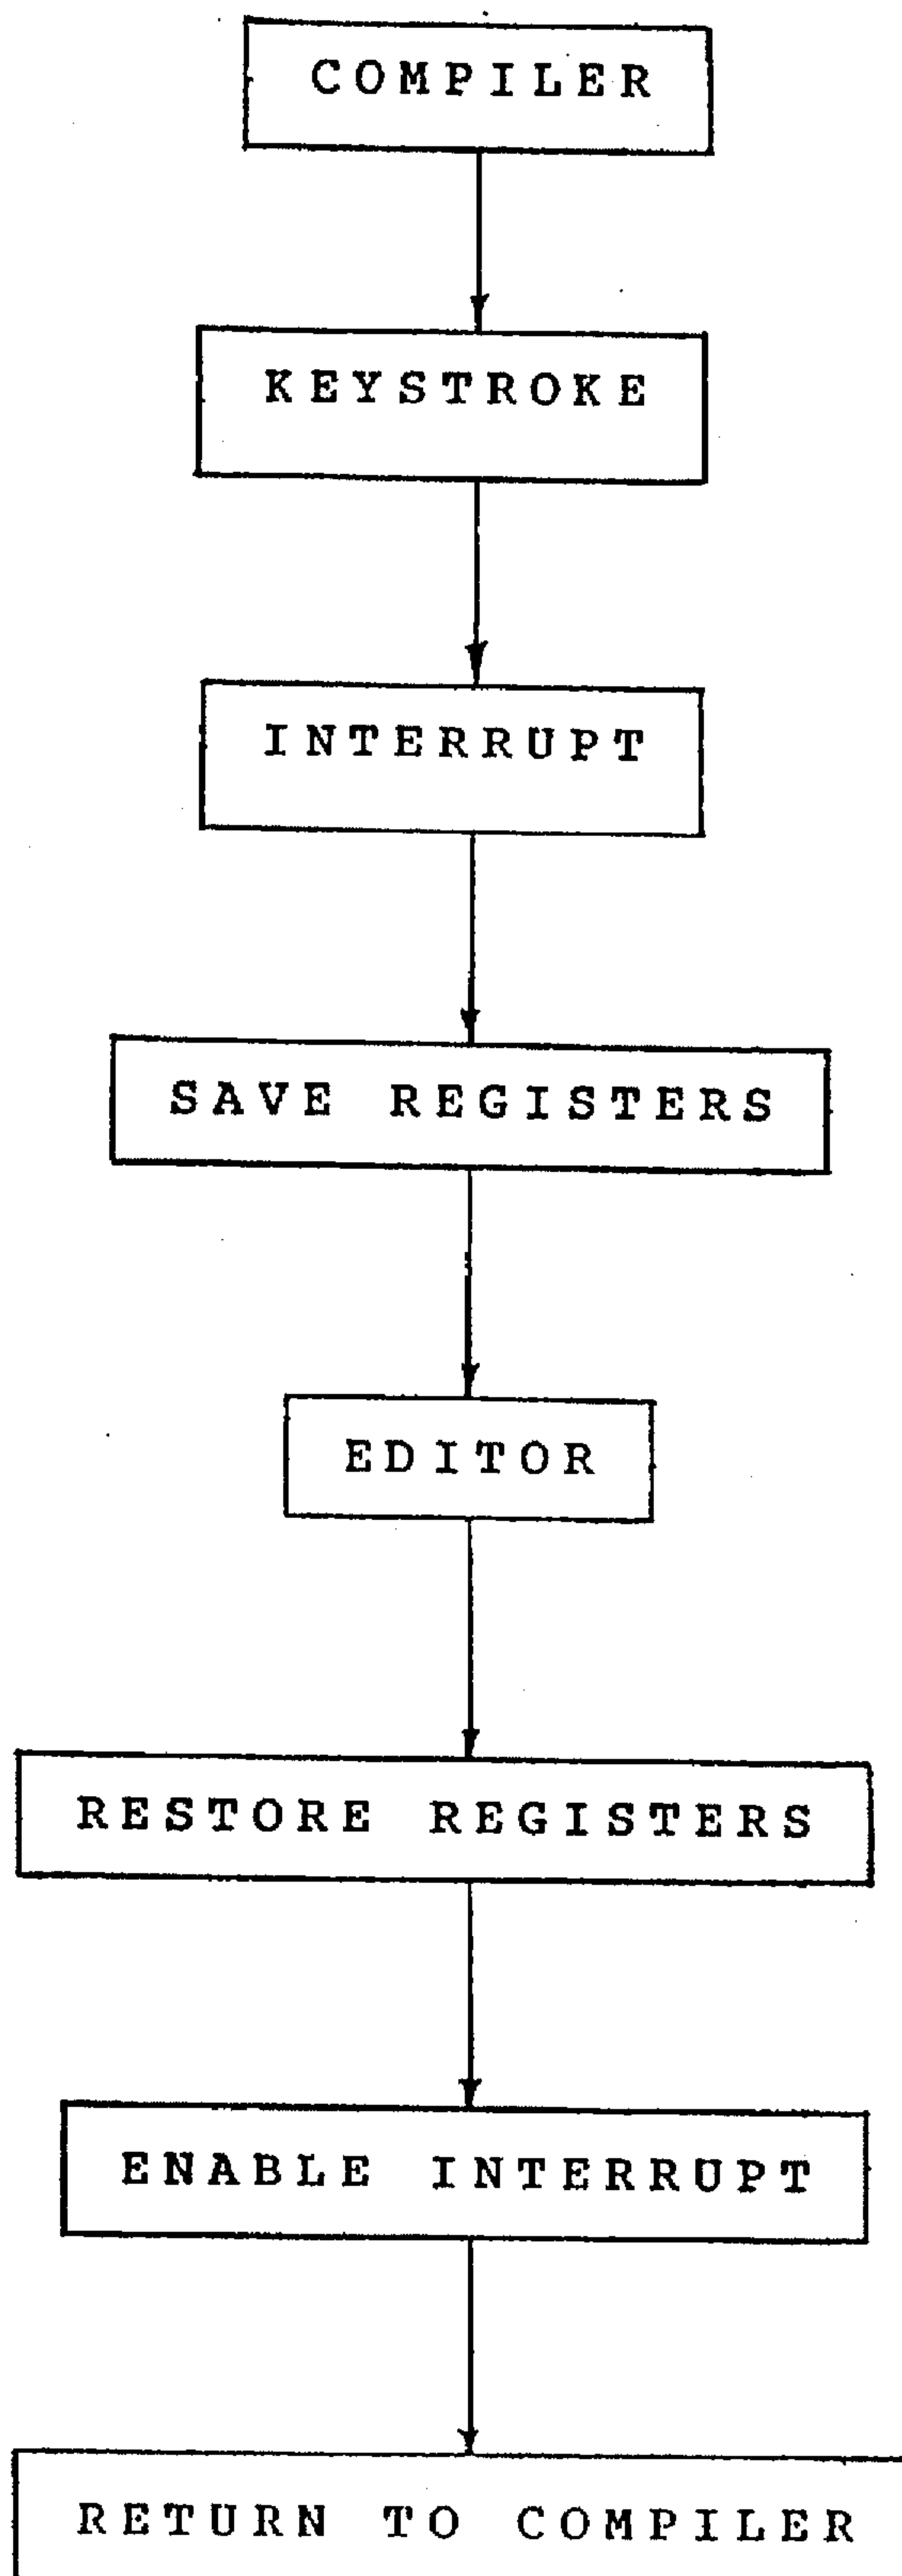 COMPILER
KEYSTROKE
INTERRUPT
SAVE REGISTERS
EDITOR
RESTORE REGISTERS
ENABLE INTERRUPT
RETURN TO COMPILER